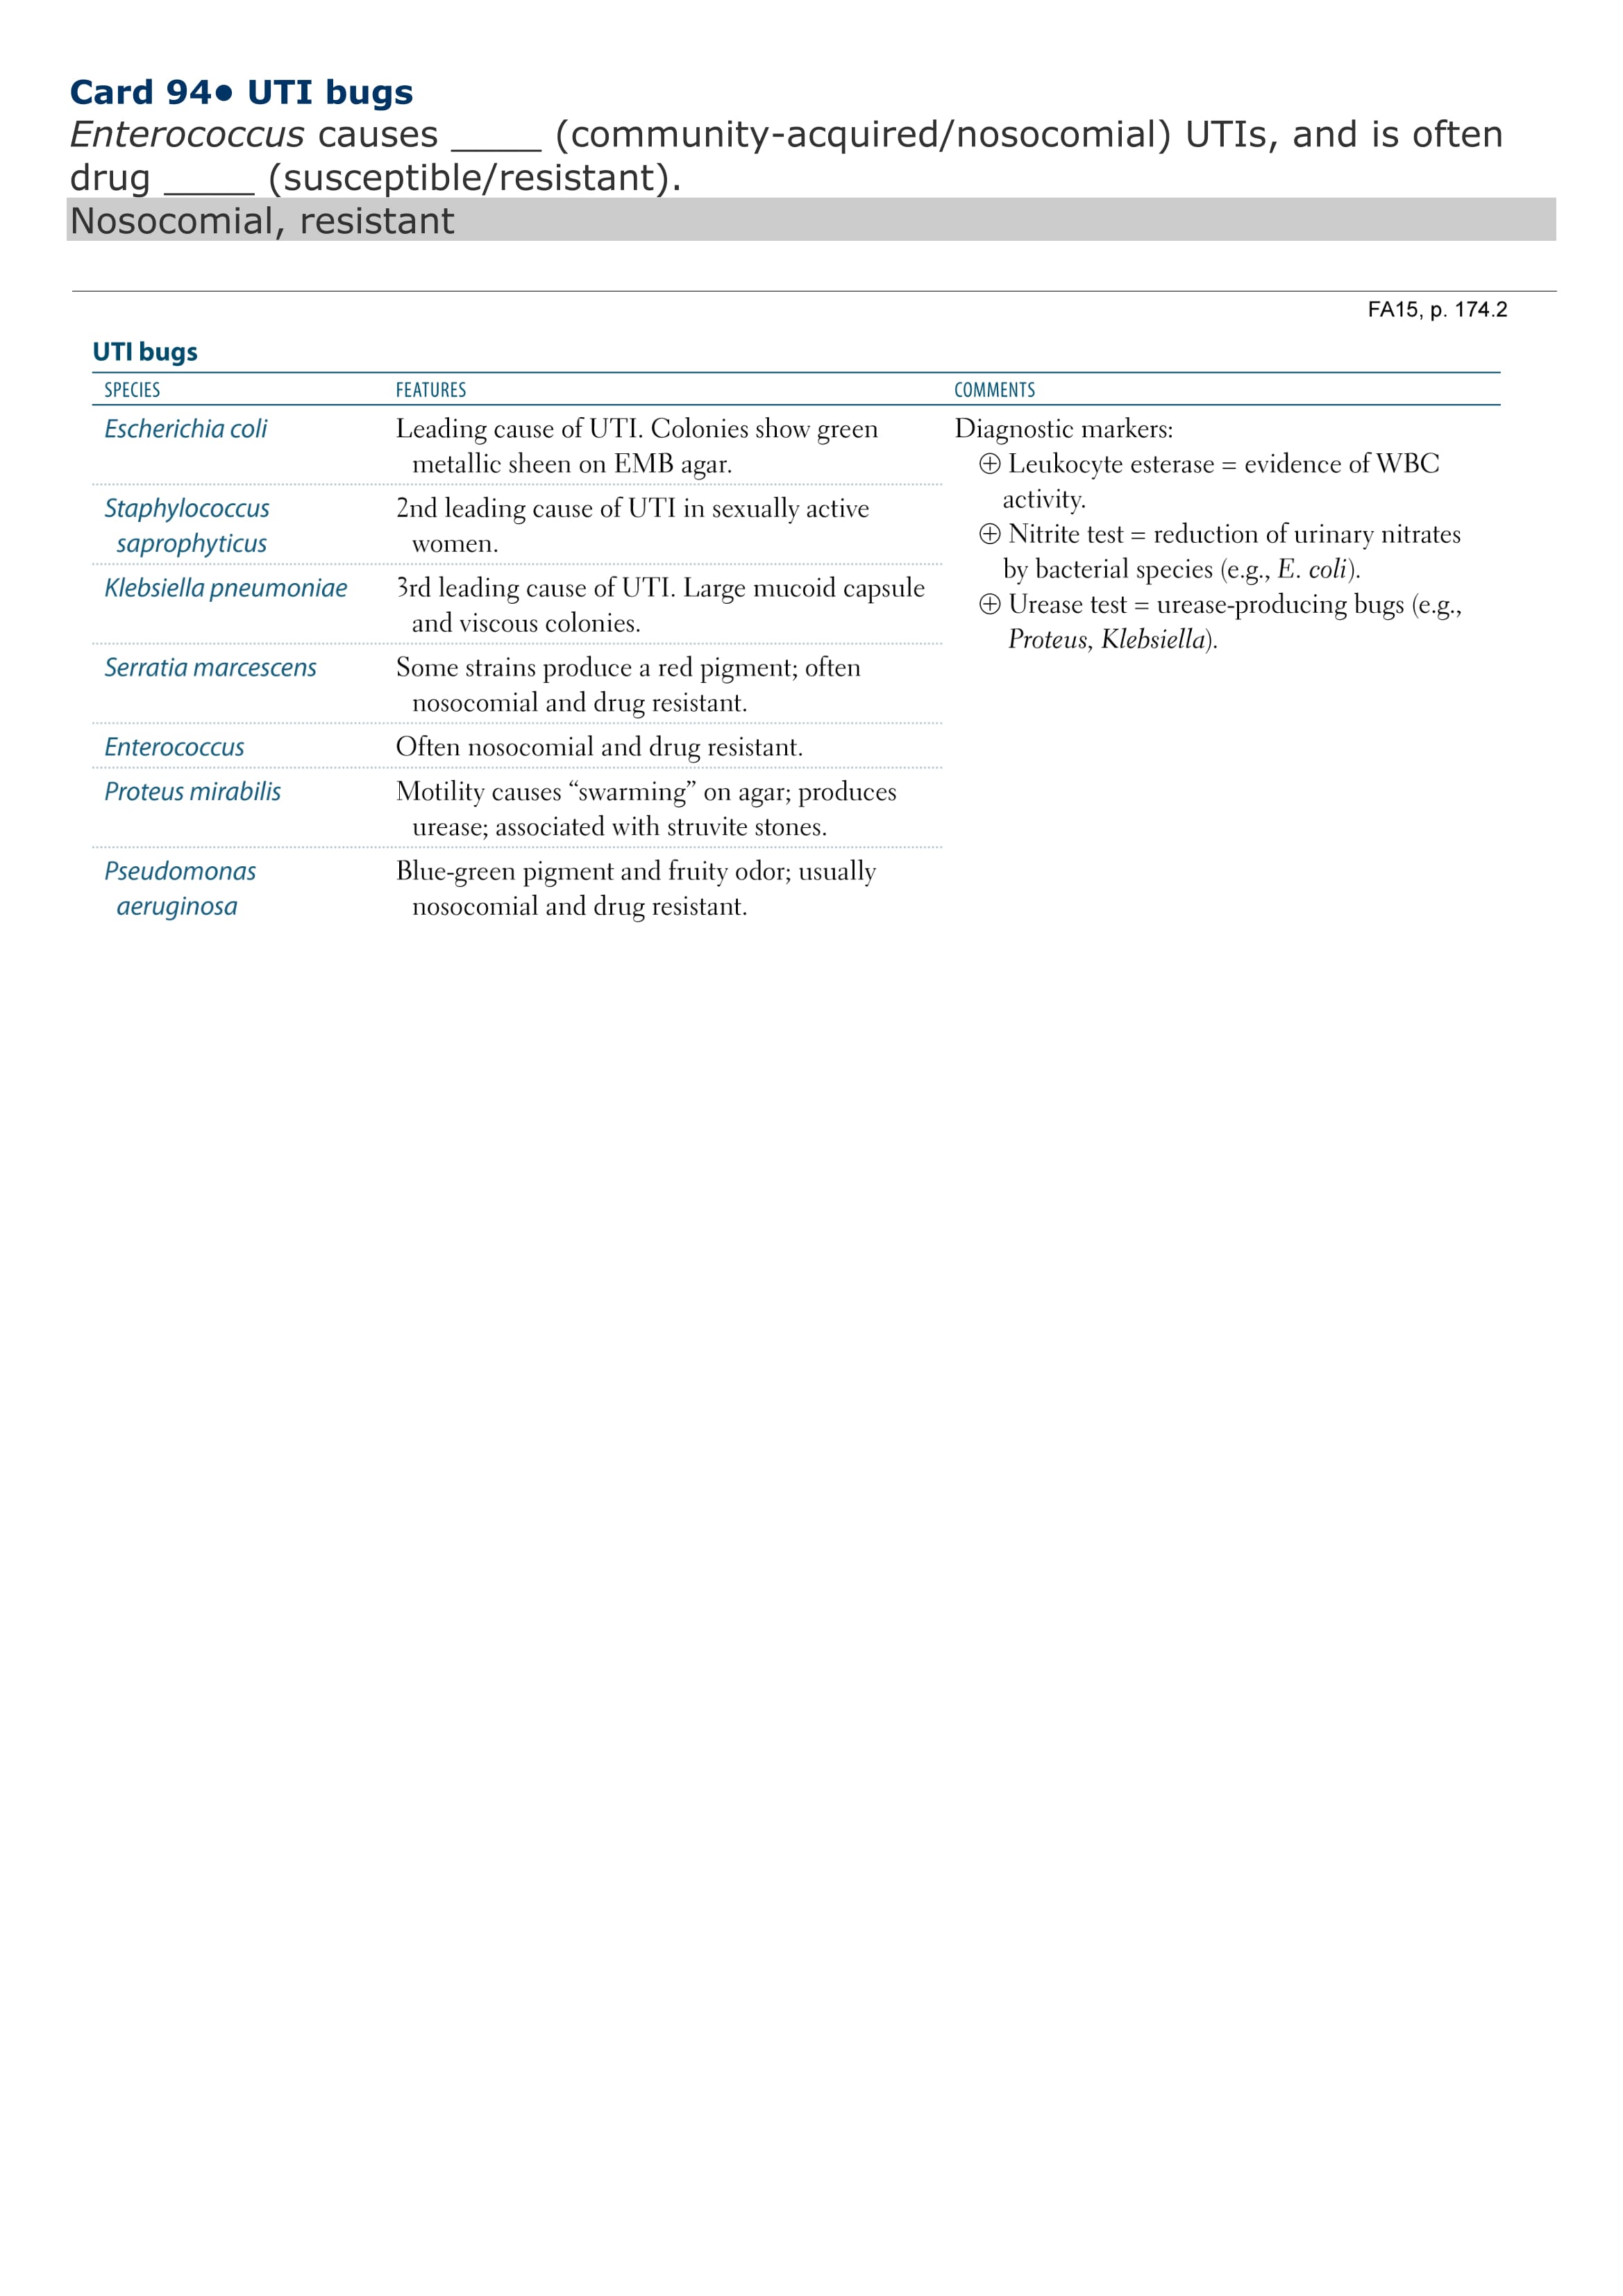 Card 94● UTI bugs
Enterococcus causes _____ (community-acquired/nosocomial) UTIs, and is often
drug _____ (susceptible/resistant).
Nosocomial, resistant
FA15, p. 174.2
UTI bugs
SPECIES FEATURES COMMENTS
Escherichia coli
Leading cause of UTI. Colonies show green
metallic sheen on EMB agar.
Staphylococcus
saprophyticus
2nd leading cause of UTI in sexually active
women.
Klebsiella pneumoniae
3rd leading cause of UTI. Large mucoid capsule
and viscous colonies.
Serratia marcescens
Some strains produce a red pigment; often
nosocomial and drug resistant.
Enterococcus
Often nosocomial and drug resistant.
Proteus mirabilis
Motility causes “swarming” on agar; produces
urease; associated with struvite stones.
Pseudomonas
aeruginosa
Blue-green pigment and fruity odor; usually
nosocomial and drug resistant.
Diagnostic markers:
⊕ Leukocyte esterase = evidence of WBC
activity.
⊕ Nitrite test = reduction of urinary nitrates
by bacterial species (e.g., E. coli).
⊕ Urease test = urease-producing bugs (e.g.,
Proteus, Klebsiella).